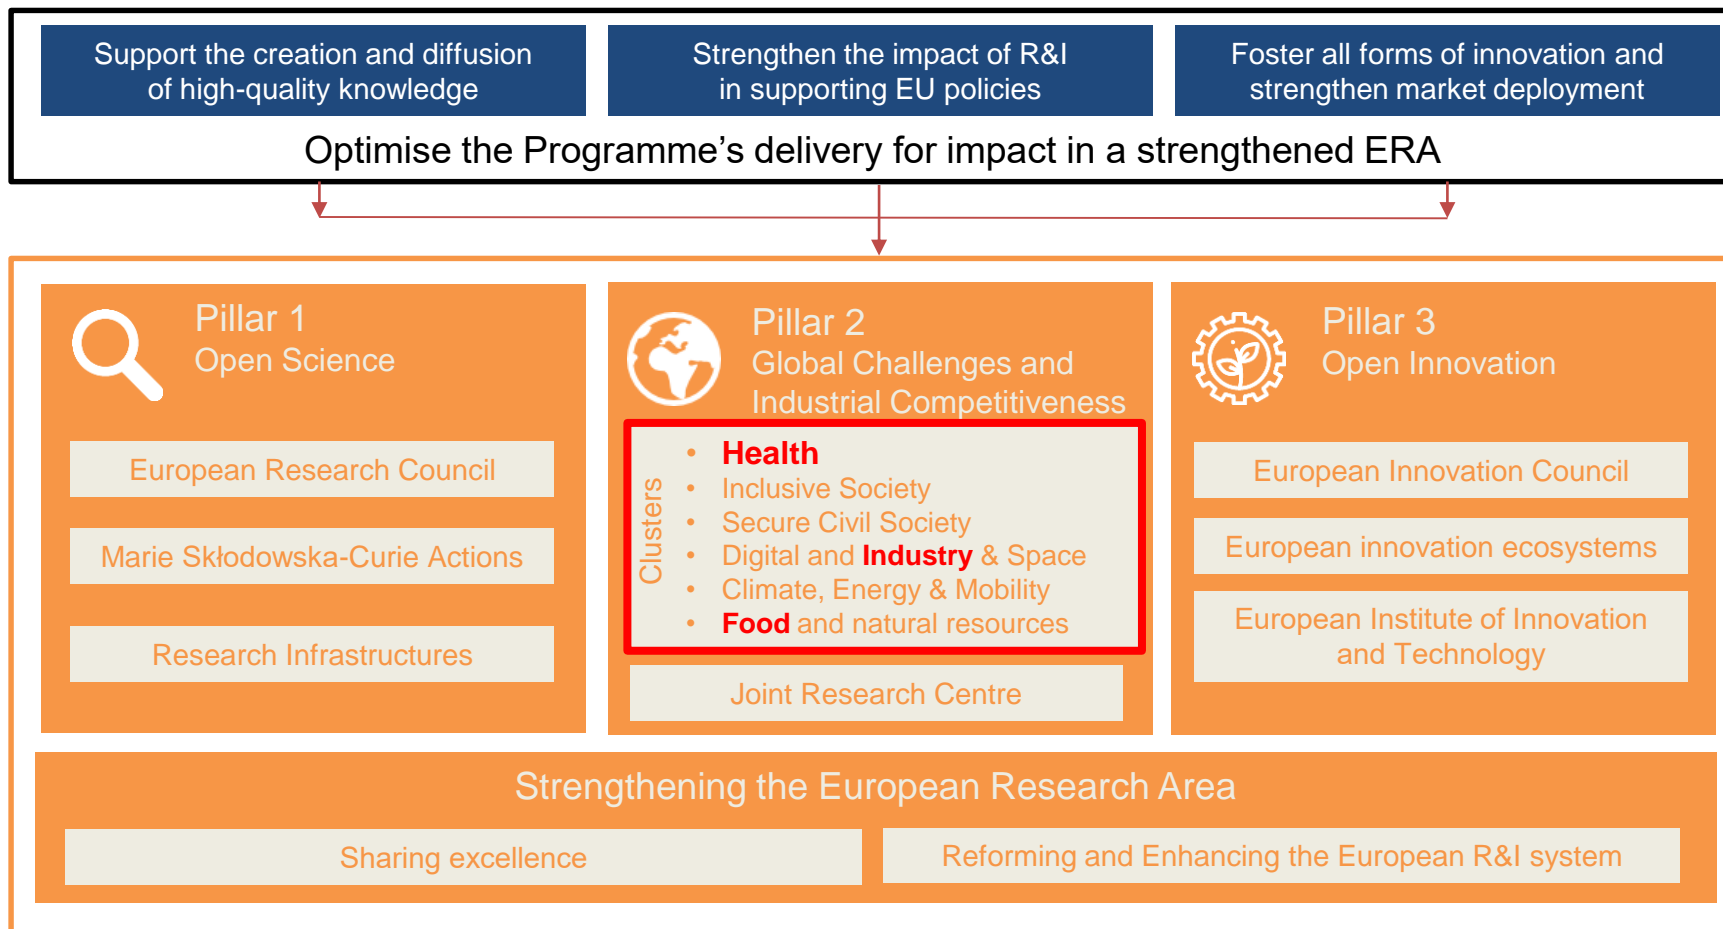 Support the creation and diffusion
of high-quality knowledge
Strengthen the impact of R&I
in supporting EU policies
Foster all forms of innovation and
strengthen market deployment
Optimise the Programme’s delivery for impact in a strengthened ERA
Pillar 1
Open Science
European Research Council
Marie Skłodowska-Curie Actions
Research Infrastructures
Pillar 2
Global Challenges and
Industrial Competitiveness
Clusters
• Health
• Inclusive Society
• Secure Civil Society
• Digital and Industry & Space
• Climate, Energy & Mobility
• Food and natural resources
Joint Research Centre
Pillar 3
Open Innovation
European Innovation Council
European innovation ecosystems
European Institute of Innovation
and Technology
Strengthening the European Research Area
Sharing excellence
Reforming and Enhancing the European R&I system